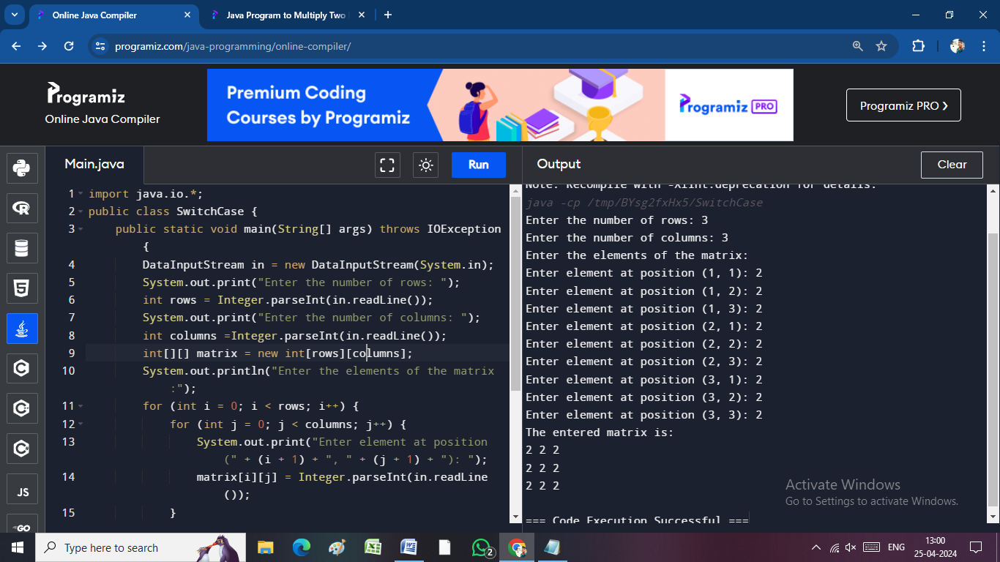 Online Java Compiler
Java Program to Multiply Two
programiz.com/java-programming/online-compiler/
Programiz
Online Java Compiler
Premium Coding
Courses by Programiz
Programiz PRO
Programiz PRO ❯
Main.java
Run
Output
Clear
1 import java.io.*;
2 public class SwitchCase {
3 public static void main(String[] args) throws IOException
{
4 DataInputStream in = new DataInputStream(System.in);
5 System.out.print("Enter the number of rows: ");
6 int rows = Integer.parseInt(in.readLine());
7 System.out.print("Enter the number of columns: ");
8 int columns =Integer.parseInt(in.readLine());
9 int[][] matrix = new int[rows][columns];
10 System.out.println("Enter the elements of the matrix
:");
11 for (int i = 0; i < rows; i++) {
12 for (int j = 0; j < columns; j++) {
13 System.out.print("Enter element at position
(" + (i + 1) + ", " + (j + 1) + "): ");
14 matrix[i][j] = Integer.parseInt(in.readLine
());
15 }
Note: Recompile with -Xlint:deprecation for details.
java -cp /tmp/BYsg2fxHx5/SwitchCase
Enter the number of rows: 3
Enter the number of columns: 3
Enter the elements of the matrix:
Enter element at position (1, 1): 2
Enter element at position (1, 2): 2
Enter element at position (1, 3): 2
Enter element at position (2, 1): 2
Enter element at position (2, 2): 2
Enter element at position (2, 3): 2
Enter element at position (3, 1): 2
Enter element at position (3, 2): 2
Enter element at position (3, 3): 2
The entered matrix is:
2 2 2
2 2 2
2 2 2
=== Code Execution Successful ===
Activate Windows
Go to Settings to activate Windows.
JS
GO
Type here to search
2
ENG
13:00
25-04-2024